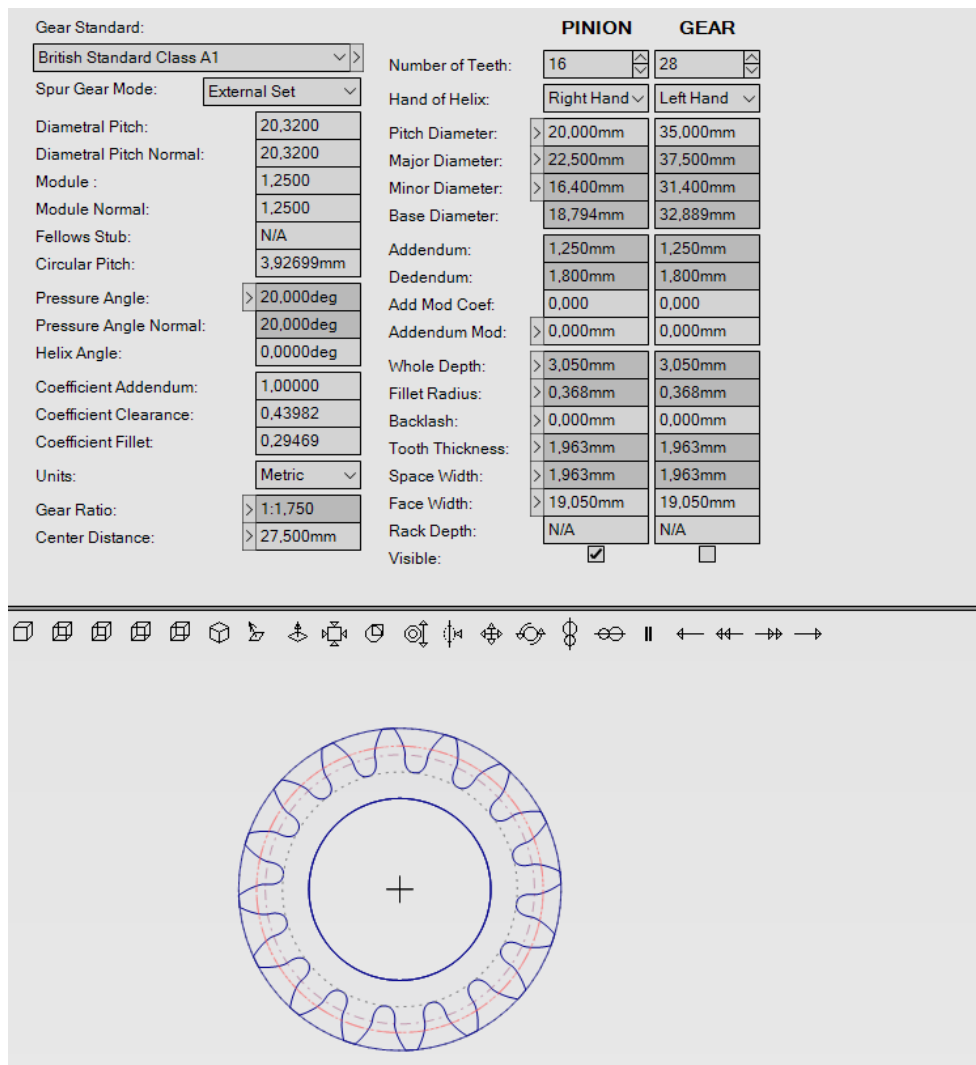 Gear Standard:
British Standard Class A1
Spur Gear Mode: External Set
Diametral Pitch: 20,3200
Diametral Pitch Normal: 20,3200
Module : 1,2500
Module Normal: 1,2500
Fellows Stub: N/A
Circular Pitch: 3,92699mm
Pressure Angle: > 20,000deg
Pressure Angle Normal: 20,000deg
Helix Angle: 0,0000deg
Coefficient Addendum: 1,00000
Coefficient Clearance: 0,43982
Coefficient Fillet: 0,29469
Units: Metric
Gear Ratio: > 1:1,750
Center Distance: > 27,500mm
PINION GEAR
Number of Teeth: 16 28
Hand of Helix: Right Hand Left Hand
Pitch Diameter: > 20,000mm 35,000mm
Major Diameter: > 22,500mm 37,500mm
Minor Diameter: > 16,400mm 31,400mm
Base Diameter: 18,794mm 32,889mm
Addendum: 1,250mm 1,250mm
Dedendum: 1,800mm 1,800mm
Add Mod Coef: 0,000 0,000
Addendum Mod: > 0,000mm 0,000mm
Whole Depth: > 3,050mm 3,050mm
Fillet Radius: > 0,368mm 0,368mm
Backlash: > 0,000mm 0,000mm
Tooth Thickness: > 1,963mm 1,963mm
Space Width: > 1,963mm 1,963mm
Face Width: > 19,050mm 19,050mm
Rack Depth: N/A N/A
Visible: